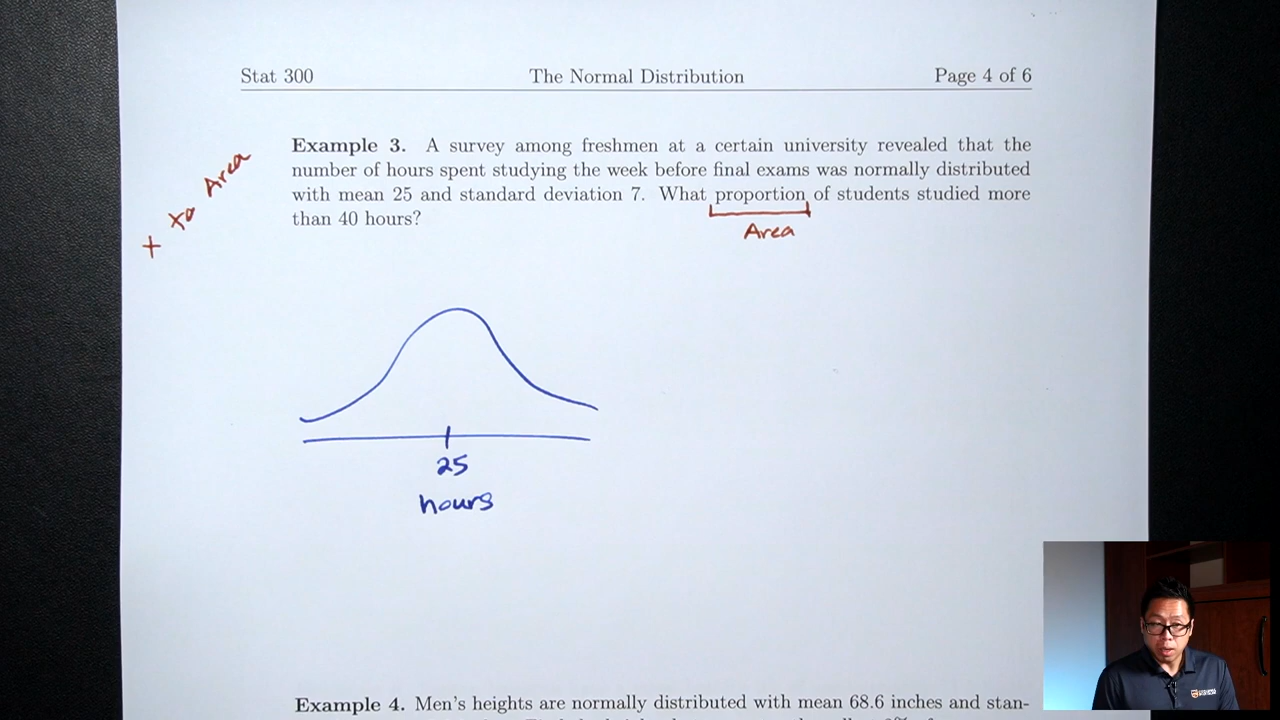 Stat 300 The Normal Distribution Page 4 of 6
Example 3. A survey among freshmen at a certain university revealed that the
number of hours spent studying the week before final exams was normally distributed
with mean 25 and standard deviation 7. What proportion of students studied more
than 40 hours?
Area
to Area
25
hours
Example 4. Men's heights are normally distributed with mean 68.6 inches and stan-